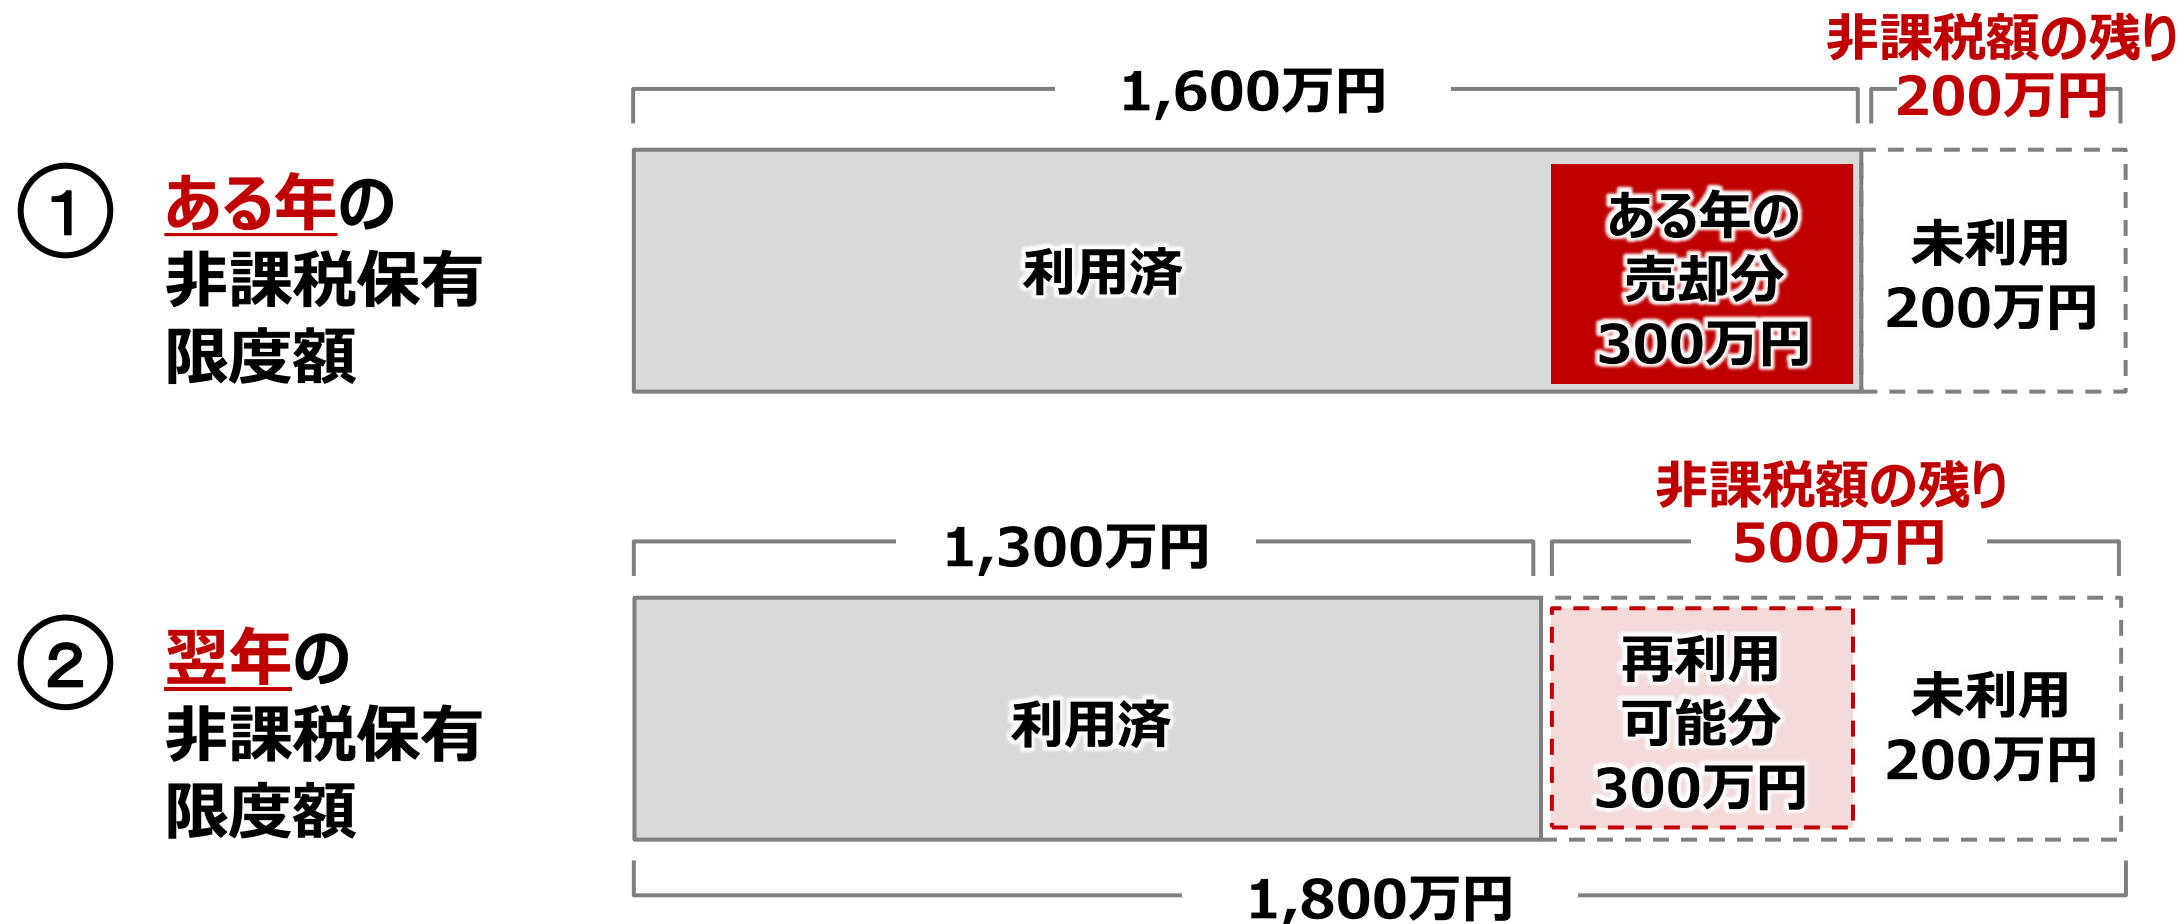 非課税額の残り
200万円
1,600万円
①
ある年の
非課税保有
限度額
利用済
ある年の
売却分
300万円
未利用
200万円
非課税額の残り
500万円
1,300万円
②
翌年の
非課税保有
限度額
利用済
再利用
可能分
300万円
未利用
200万円
1,800万円